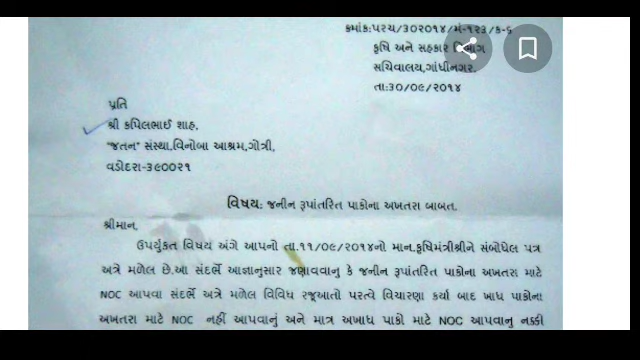 ક્રમાંક:પરચ/૩૦૨૦૧૪/મં-૧૨૩/ક-૬
કૃષિ અને સહકાર વિભાગ
સચિવાલય,ગાંધીનગર.
તા:૩૦/૦૯/૨૦૧૪
પ્રતિ
શ્રી કપિલભાઈ શાહ,
"જતન" સંસ્થા,વિનોબા આશ્રમ,ગોત્રી,
વડોદરા-૩૯૦૦૨૧
વિષય: જનીન રૂપાંતરિત પાકોના અખતરા બાબત.
શ્રીમાન,
ઉપર્યુકત વિષય અંગે આપનો તા.૧૧/૦૯/૨૦૧૪નો માન.કૃષિમંત્રીશ્રીને સંબોધેલ પત્ર
અત્રે મળેલ છે.આ સંદર્ભે આજ્ઞાનુસાર જણાવવાનુ કે જનીન રૂપાંતરિત પાકોના અખતરા માટે
NOC આપવા સંદર્ભે અત્રે મળેલ વિવિધ રજૂઆતો પરત્વે વિચારણા કર્યા બાદ ખાધ પાકોના
અખતરા માટે NOC નહીં આપવાનું અને માત્ર અખાધ પાકો માટે NOC આપવાનુ નક્કી